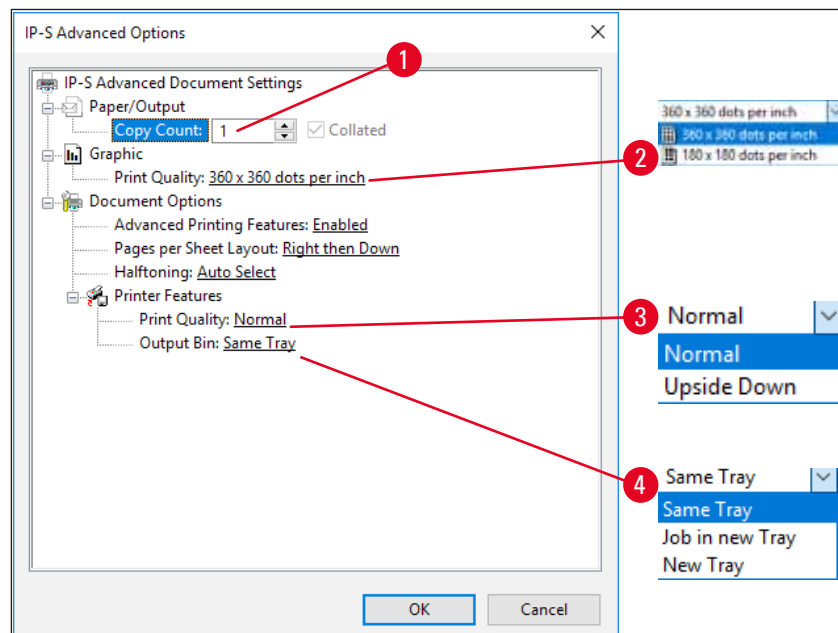 IP-S Advanced Options
IP-S Advanced Document Settings
Paper/Output
Copy Count: 1 Collated
Graphic
Print Quality: 360 x 360 dots per inch
Document Options
Advanced Printing Features: Enabled
Pages per Sheet Layout: Right then Down
Halftoning: Auto Select
Printer Features
Print Quality: Normal
Output Bin: Same Tray
OK Cancel
1
2
360 x 360 dots per inch
360 x 360 dots per inch
180 x 180 dots per inch
3
Normal
Normal
Upside Down
4
Same Tray
Same Tray
Job in new Tray
New Tray